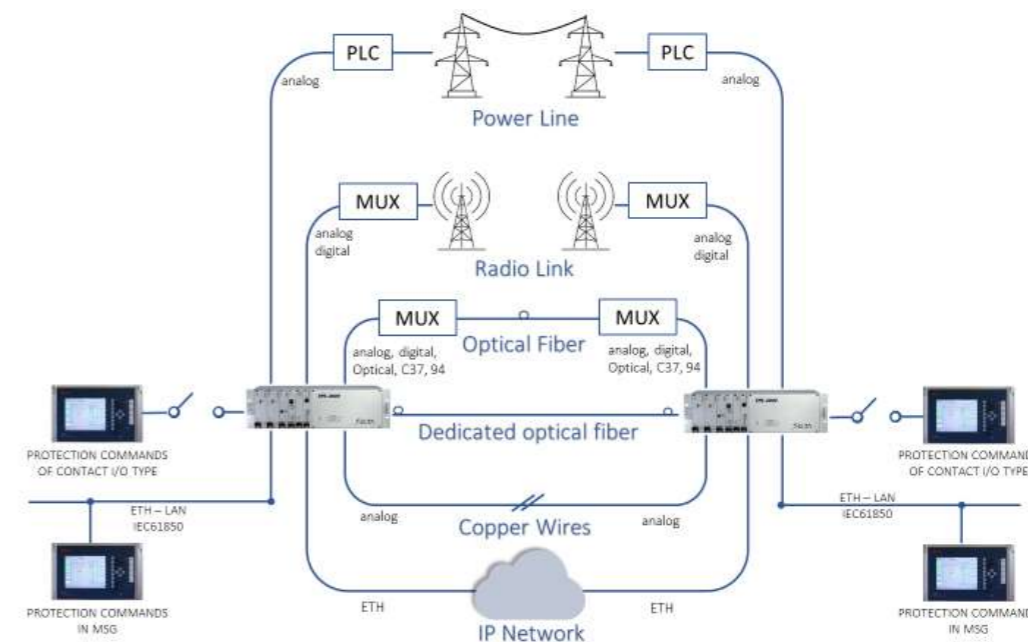 PLC
PLC
analog
analog
Power Line
MUX
MUX
analog
digital
analog
digital
Radio Link
MUX
MUX
Optical Fiber
analog, digital,
Optical, C37, 94
analog, digital,
Optical, C37, 94
Dedicated optical fiber
PROTECTION COMMANDS
OF CONTACT I/O TYPE
PROTECTION COMMAND
OF CONTACT I/O TYPE
ETH – LAN
IEC61850
ETH – LAN
IEC61850
analog
analog
Copper Wires
PROTECTION COMMANDS
IN MSG
PROTECTION COMMAND
IN MSG
ETH
ETH
IP Network